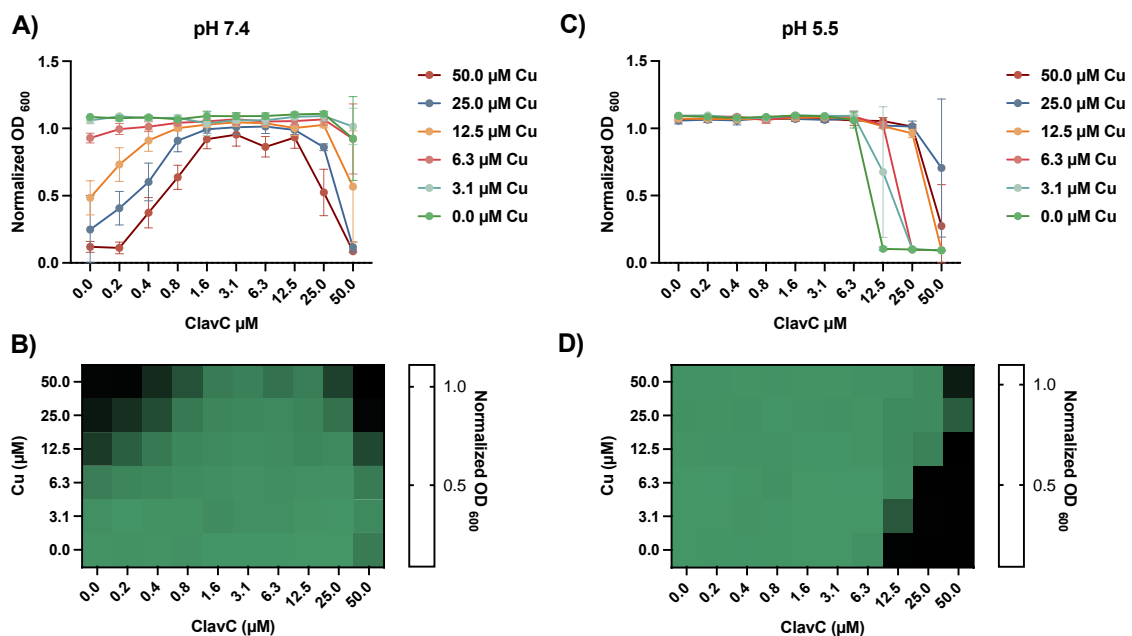 A)
pH 7.4
Normalized OD 600
1.5
1.0
0.5
0.0
0.0 0.2 0.4 0.8 1.6 3.1 6.3 12.5 25.0 50.0
ClavC µM
50.0 µM Cu
25.0 µM Cu
12.5 µM Cu
6.3 µM Cu
3.1 µM Cu
0.0 µM Cu
C)
pH 5.5
Normalized OD 600
1.5
1.0
0.5
0.0
0.0 0.2 0.4 0.8 1.6 3.1 6.3 12.5 25.0 50.0
ClavC µM
50.0 µM Cu
25.0 µM Cu
12.5 µM Cu
6.3 µM Cu
3.1 µM Cu
0.0 µM Cu
B)
Cu (µM)
50.0
25.0
12.5
6.3
3.1
0.0
0.0 0.2 0.4 0.8 1.6 3.1 6.3 12.5 25.0 50.0
ClavC (µM)
1.0
0.5
Normalized OD 600
D)
Cu (µM)
50.0
25.0
12.5
6.3
3.1
0.0
0.0 0.2 0.4 0.8 1.6 3.1 6.3 12.5 25.0 50.0
ClavC (µM)
1.0
0.5
Normalized OD 600